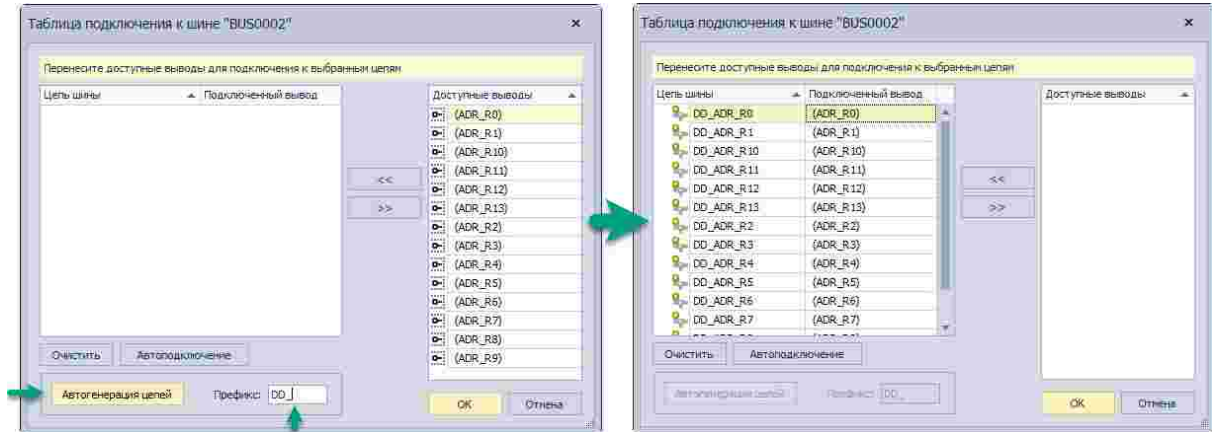 Таблица подключения к шине "BUS0002"
Перенесите доступные выводы для подключения к выбранным цепям
Цепь шины Подключенный вывод
Доступные выводы
(ADR_R0)
(ADR_R1)
(ADR_R10)
(ADR_R11)
(ADR_R12)
(ADR_R13)
(ADR_R2)
(ADR_R3)
(ADR_R4)
(ADR_R5)
(ADR_R6)
(ADR_R7)
(ADR_R8)
(ADR_R9)
<<
>>
Очистить Автоподключение
Автогенерация цепей Префикс: DD_
OK Отмена
Таблица подключения к шине "BUS0002"
Перенесите доступные выводы для подключения к выбранным цепям
Цепь шины Подключенный вывод
DD_ADR_R0 (ADR_R0)
DD_ADR_R1 (ADR_R1)
DD_ADR_R10 (ADR_R10)
DD_ADR_R11 (ADR_R11)
DD_ADR_R12 (ADR_R12)
DD_ADR_R13 (ADR_R13)
DD_ADR_R2 (ADR_R2)
DD_ADR_R3 (ADR_R3)
DD_ADR_R4 (ADR_R4)
DD_ADR_R5 (ADR_R5)
DD_ADR_R6 (ADR_R6)
DD_ADR_R7 (ADR_R7)
<<
>>
Доступные выводы
Очистить Автоподключение
Автогенерация цепей Префикс: DD_
OK Отмена